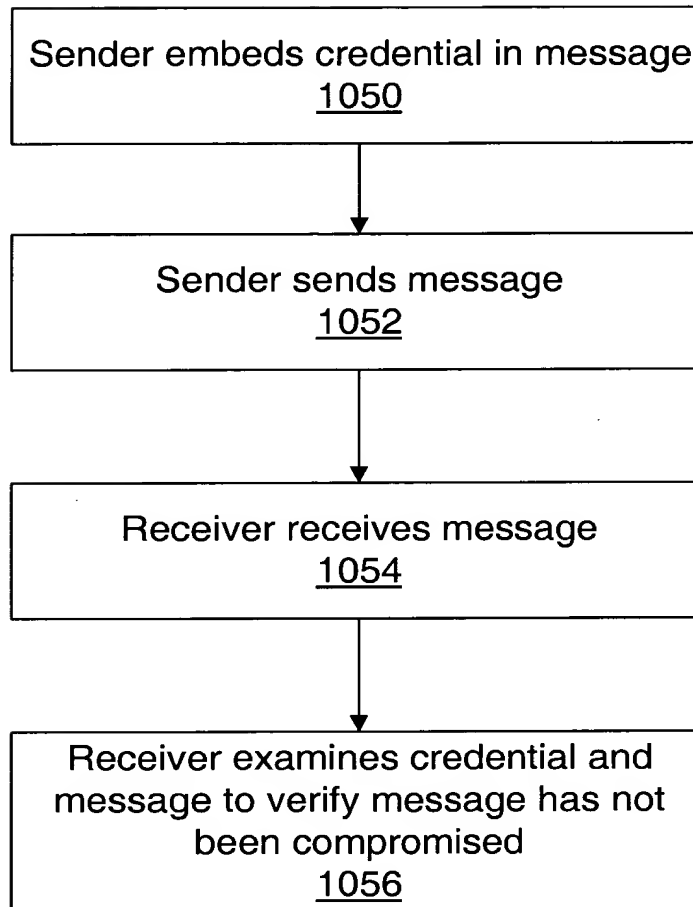 Sender embeds credential in message
1050
Sender sends message
1052
Receiver receives message
1054
Receiver examines credential and
message to verify message has not
been compromised
1056